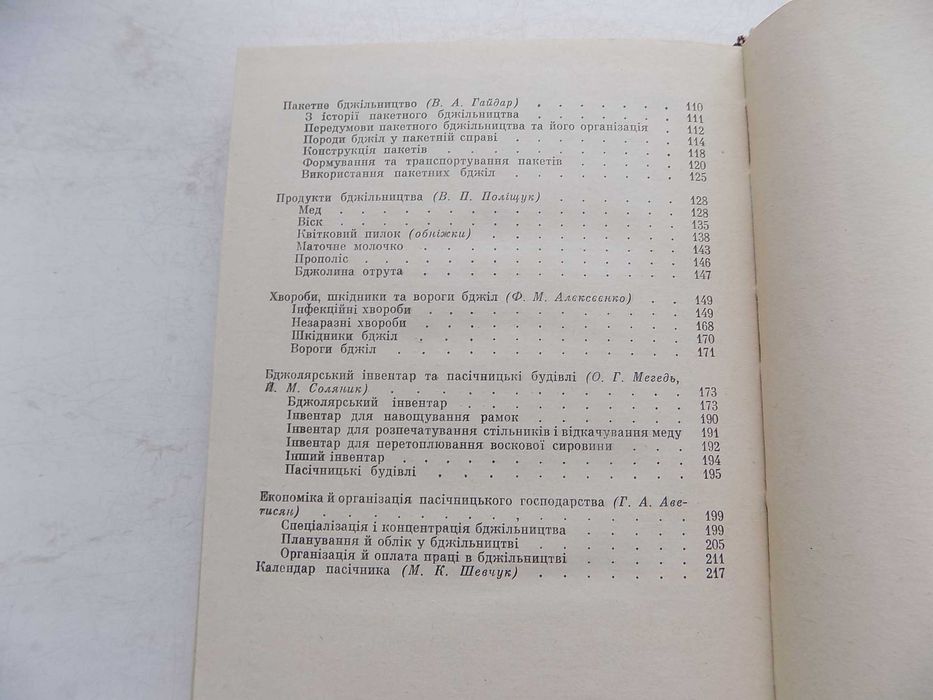 Пакетне бджільництво (В. А. Гайдар) . . . . . . 110
З історії пакетного бджільництва . . . . . . 111
Передумови пакетного бджільництва та його організація . 112
Породи бджіл у пакетній справі . . . . . . . 114
Конструкція пакетів . . . . . . . . . 118
Формування та транспортування пакетів . . . . . 120
Використання пакетних бджіл . . . . . . . 125
Продукти бджільництва (В. П. Поліщук) . . . . . . 128
Мед . . . . . . . . . . . . . 128
Віск . . . . . . . . . . . . . 135
Квітковий пилок (обніжки) . . . . . . . . 138
Маточне молочко . . . . . . . . . . 143
Прополіс . . . . . . . . . . . . 146
Бджолина отрута . . . . . . . . . . 147
Хвороби, шкідники та вороги бджіл (Ф. М. Алексєенко) . . 149
Інфекційні хвороби . . . . . . . . . . 149
Незаразні хвороби . . . . . . . . . . 168
Шкідники бджіл . . . . . . . . . . 170
Вороги бджіл . . . . . . . . . . . 171
Бджолярський інвентар та пасічницькі будівлі (О. Г. Мегедь,
Й. М. Соляник) . . . . . . . . . . . 173
Бджолярський інвентар . . . . . . . . . 173
Інвентар для навощування рамок . . . . . . 190
Інвентар для розпечатування стільників і відкачування меду 191
Інвентар для перетоплювання воскової сировини . . . 192
Інший інвентар . . . . . . . . . . 194
Пасічницькі будівлі . . . . . . . . . 195
Економіка й організація пасічницького господарства (Г. А. Аве-
тисян) . . . . . . . . . . . . . 199
Спеціалізація і концентрація бджільництва . . . . 199
Планування й облік у бджільництві . . . . . . 205
Організація й оплата праці в бджільництві . . . . 211
Календар пасічника (М. К. Шевчук) . . . . . . . 217